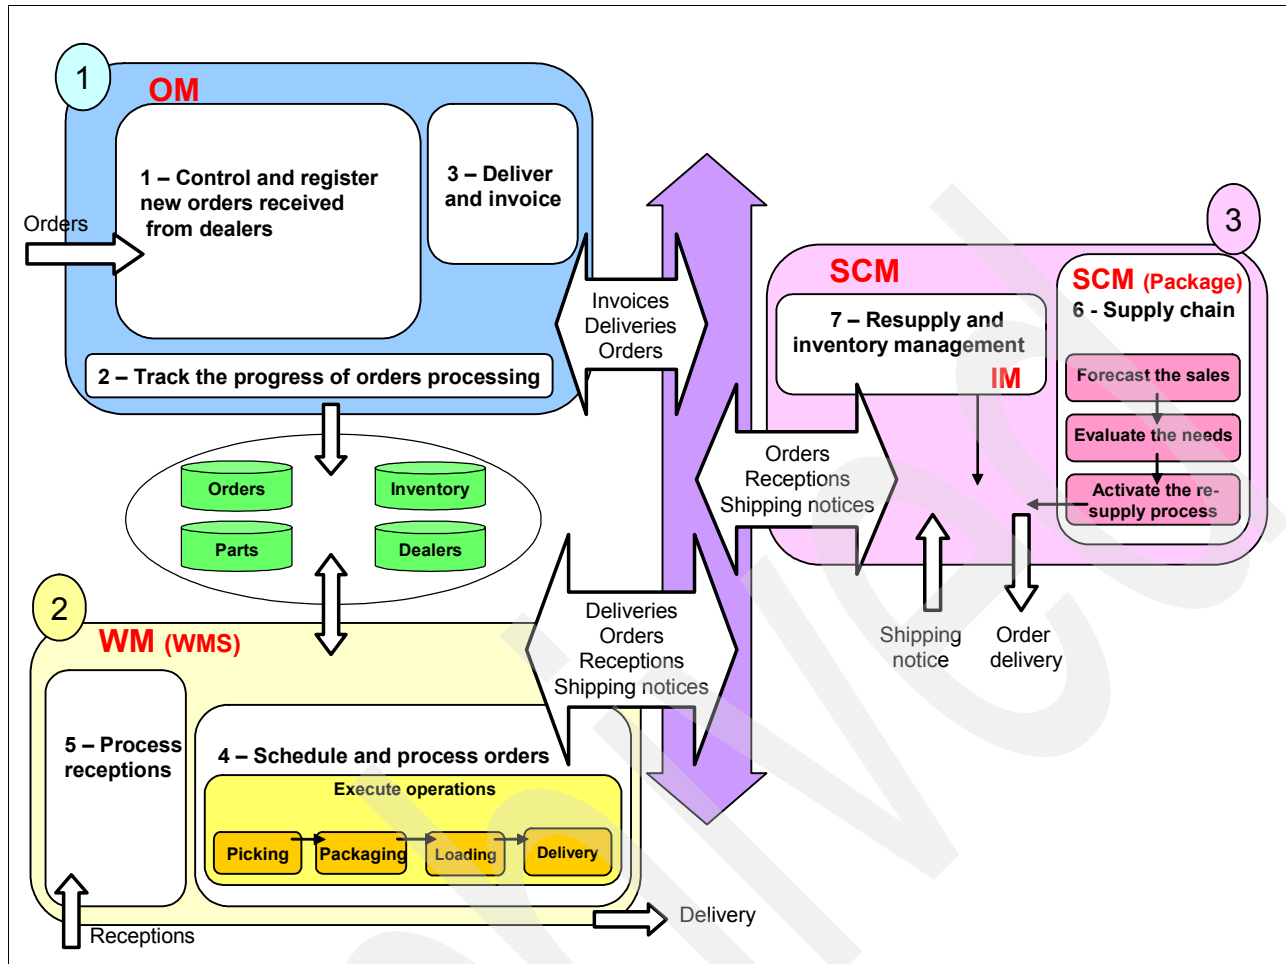 1
OM
1 – Control and register
new orders received
from dealers
3 – Deliver
and invoice
Orders
2 – Track the progress of orders processing
Invoices
Deliveries
Orders
3
SCM
SCM (Package)
6 - Supply chain
7 – Resupply and
inventory management
IM
Forecast the sales
Evaluate the needs
Activate the re-
supply process
Orders
Receptions
Shipping notices
Orders
Inventory
Parts
Dealers
Shipping
notice
Order
delivery
2
WM (WMS)
Deliveries
Orders
Receptions
Shipping notices
5 – Process
receptions
4 – Schedule and process orders
Execute operations
Picking
Packaging
Loading
Delivery
Receptions
Delivery